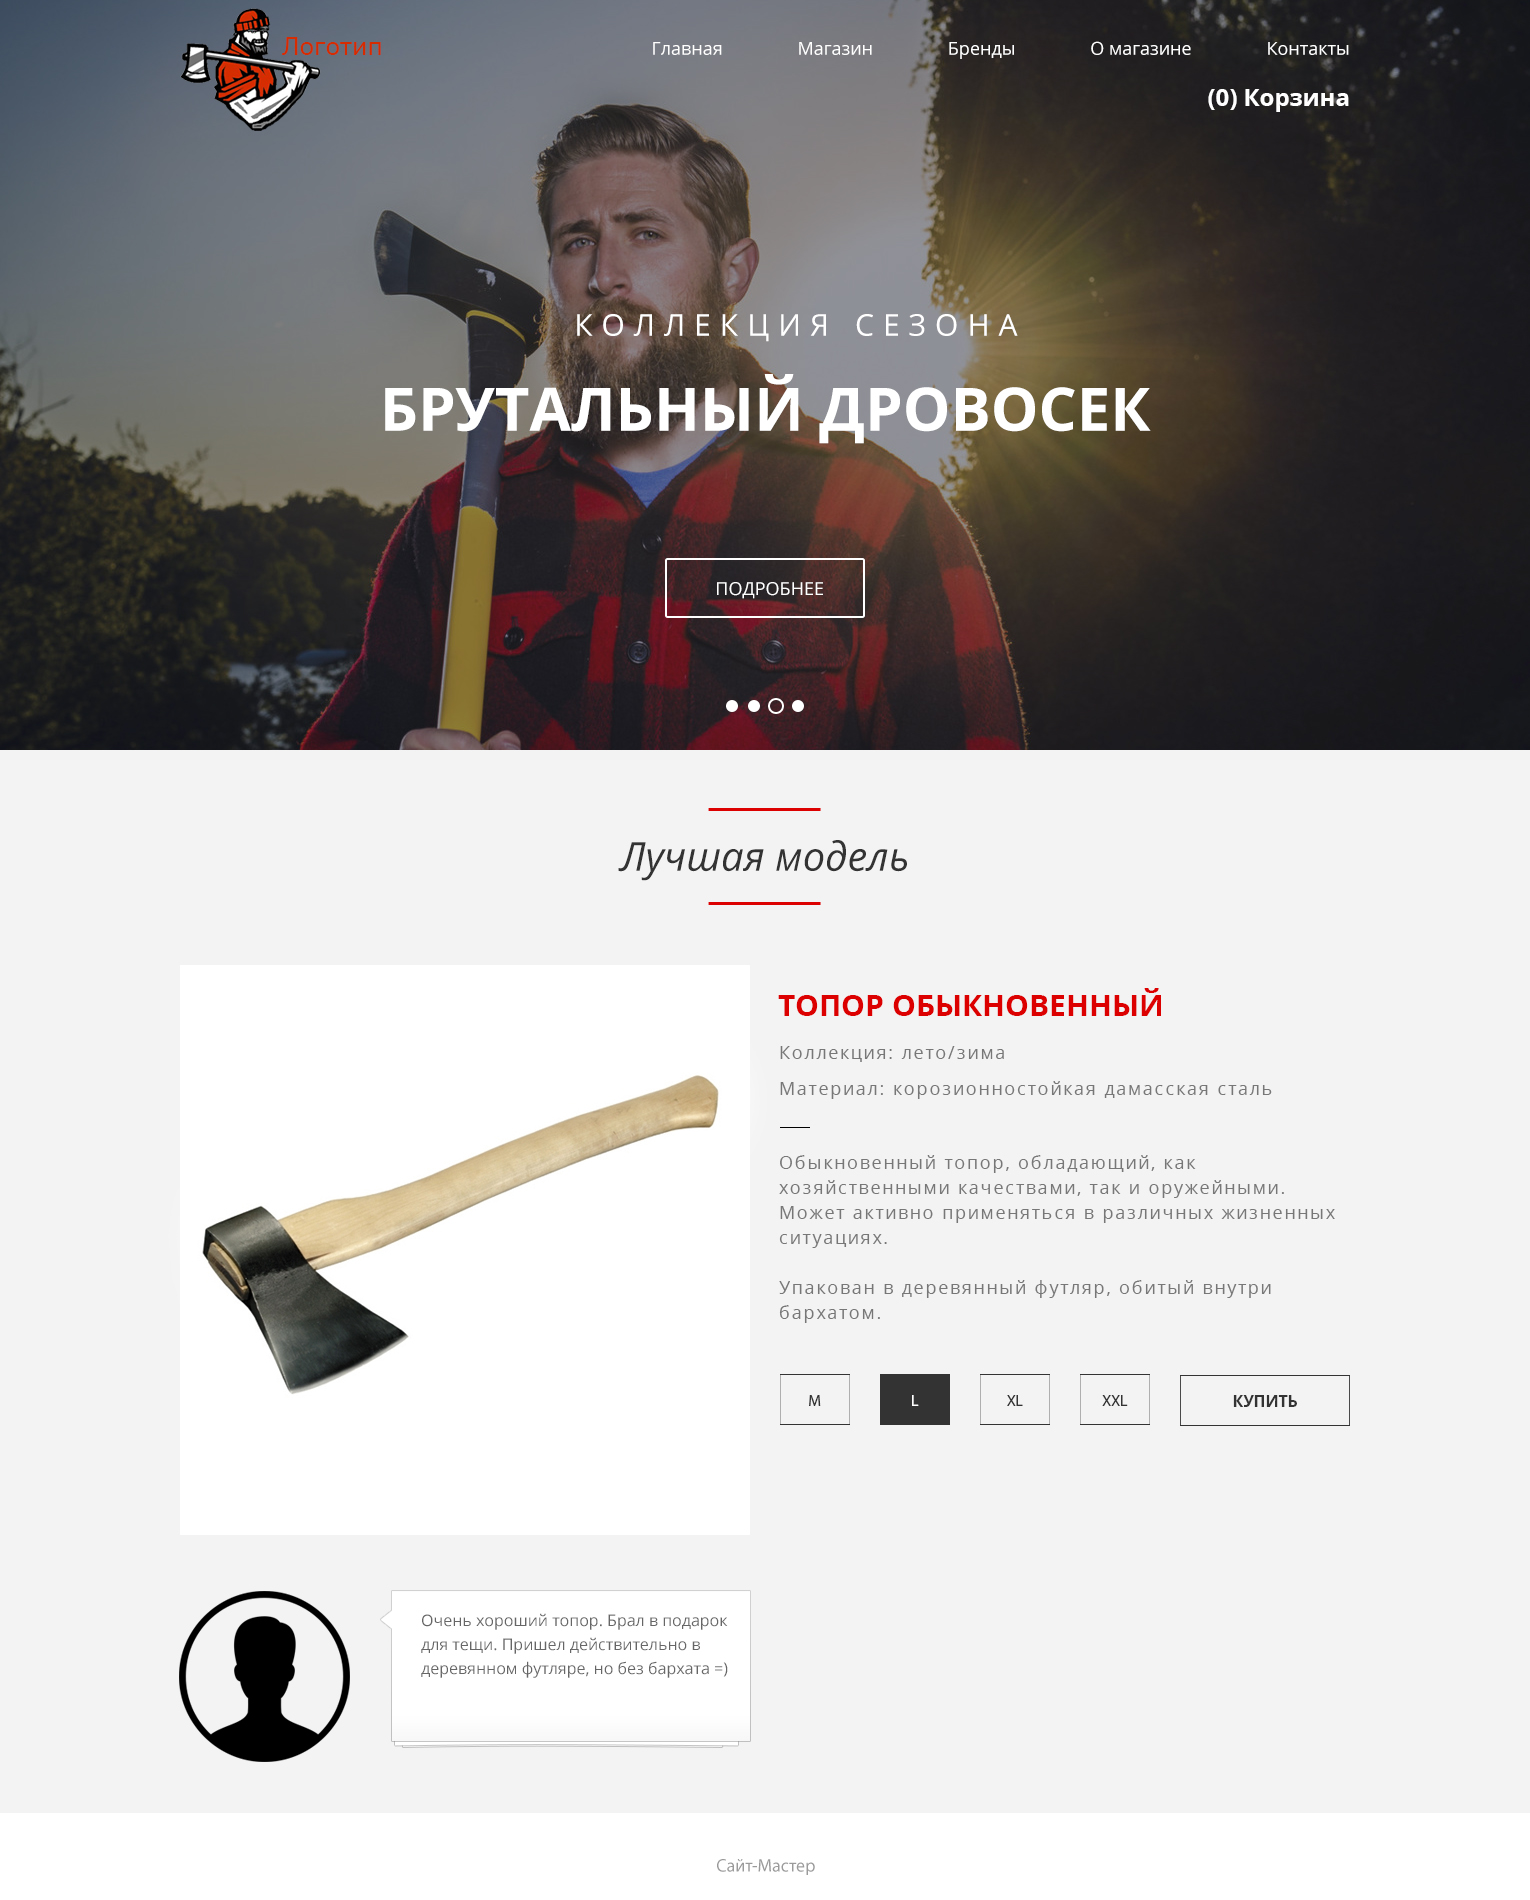 Логотип
Главная
Магазин
Бренды
О магазине
Контакты
(0) Корзина
КОЛЛЕКЦИЯ СЕЗОНА
БРУТАЛЬНЫЙ ДРОВОСЕК
ПОДРОБНЕЕ
Лучшая модель
ТОПОР ОБЫКНОВЕННЫЙ
Коллекция: лето/зима
Материал: корозионностойкая дамасская сталь
Обыкновенный топор, обладающий, как
хозяйственными качествами, так и оружейными.
Может активно применяться в различных жизненных
ситуациях.
Упакован в деревянный футляр, обитый внутри
бархатом.
M
L
XL
XXL
КУПИТЬ
Очень хороший топор. Брал в подарок
для тещи. Пришел действительно в
деревянном футляре, но без бархата =)
Сайт-Мастер